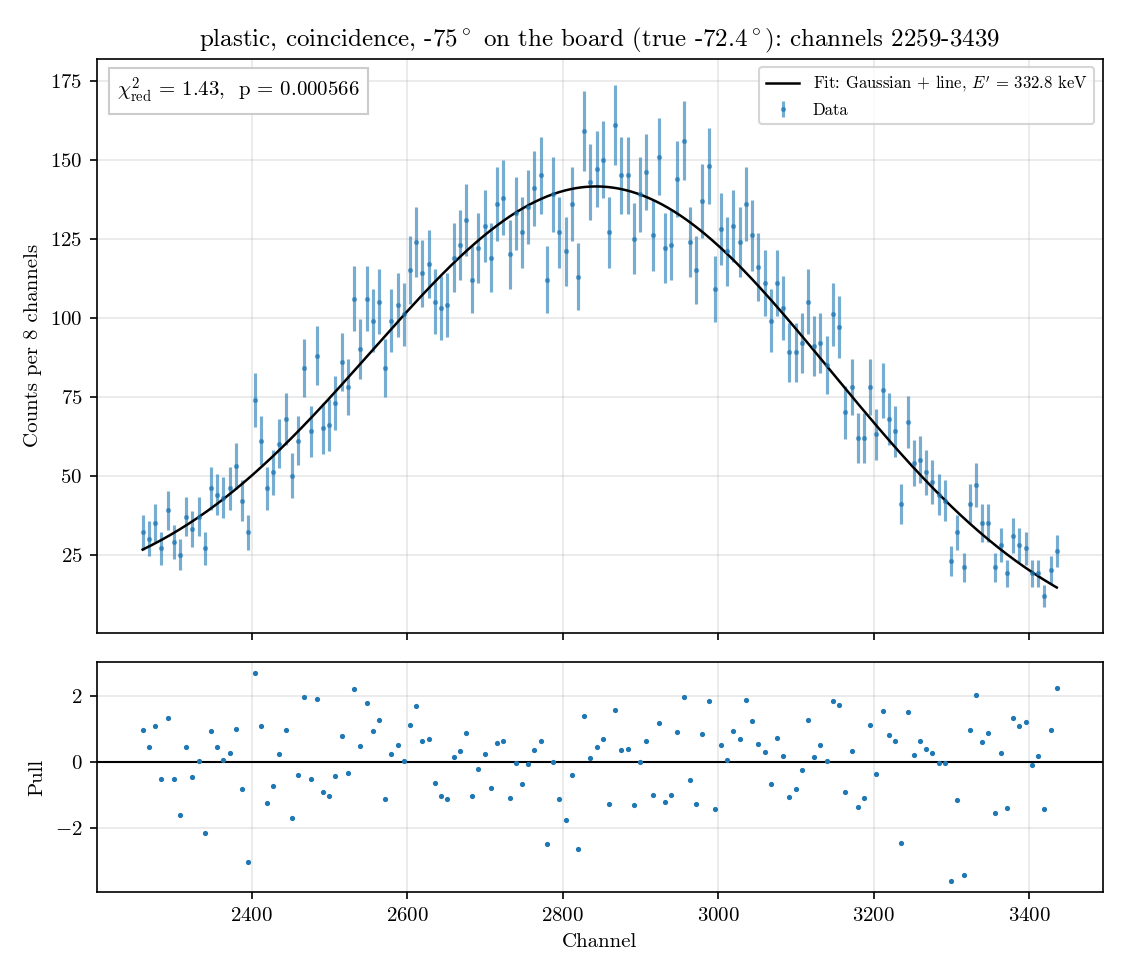 plastic, coincidence, -75° on the board (true -72.4°): channels 2259-3439
χ²red = 1.43, p = 0.000566
Fit: Gaussian + line, E′ = 332.8 keV
Data
Counts per 8 channels
175
150
125
100
75
50
25
Pull
2
0
−2
2400 2600 2800 3000 3200 3400
Channel